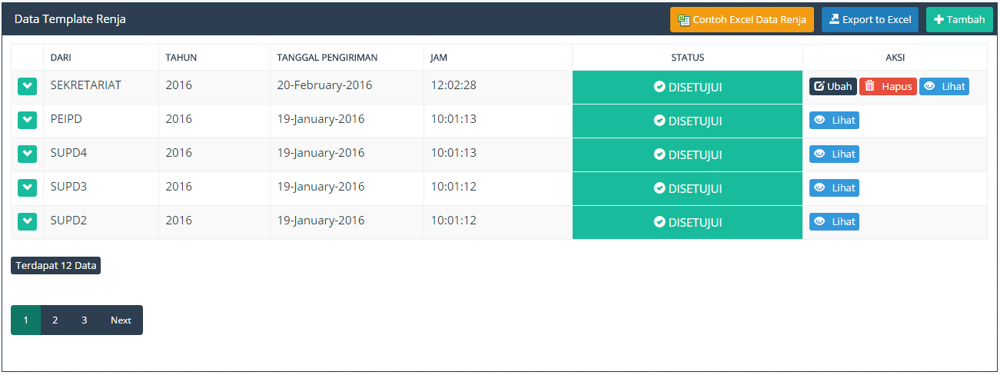 Data Template Renja Contoh Excel Data Renja Export to Excel Tambah
DARI TAHUN TANGGAL PENGIRIMAN JAM STATUS AKSI
SEKRETARIAT 2016 20-February-2016 12:02:28 DISETUJUI Ubah Hapus Lihat
PEIPD 2016 19-January-2016 10:01:13 DISETUJUI Lihat
SUPD4 2016 19-January-2016 10:01:13 DISETUJUI Lihat
SUPD3 2016 19-January-2016 10:01:12 DISETUJUI Lihat
SUPD2 2016 19-January-2016 10:01:12 DISETUJUI Lihat
Terdapat 12 Data
1 2 3 Next